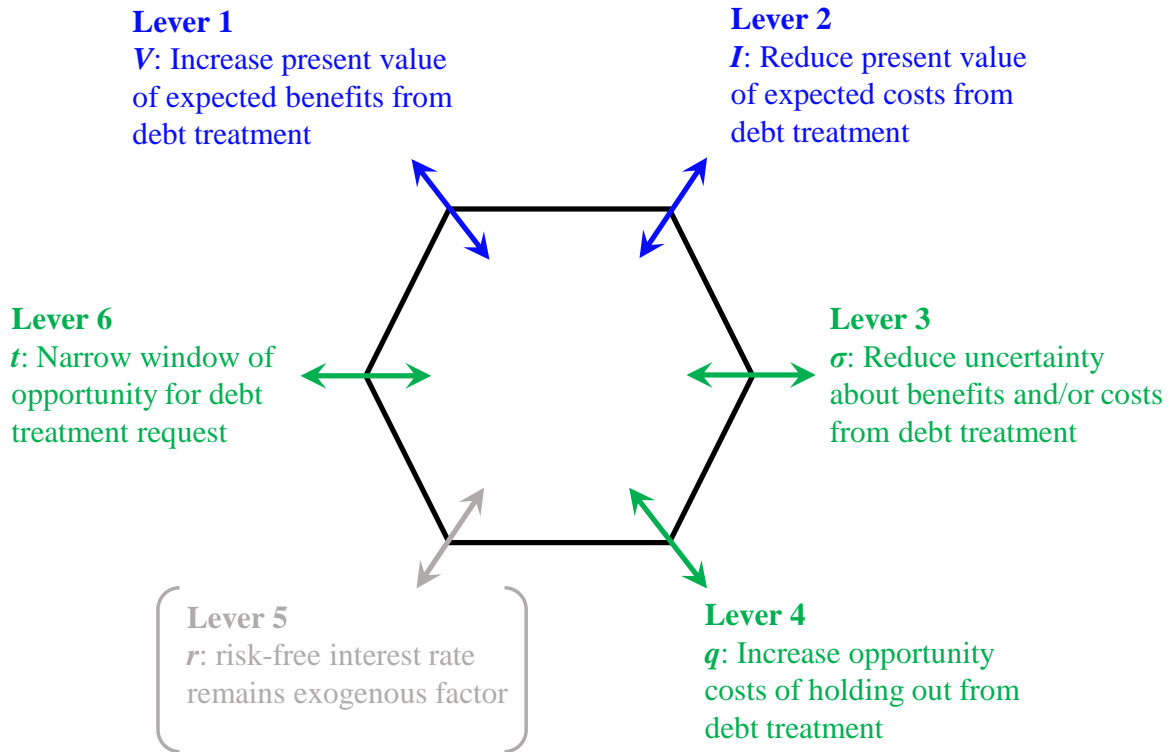 Lever 1
V: Increase present value
of expected benefits from
debt treatment
Lever 2
I: Reduce present value
of expected costs from
debt treatment
Lever 6
t: Narrow window of
opportunity for debt
treatment request
Lever 3
σ: Reduce uncertainty
about benefits and/or costs
from debt treatment
Lever 5
r: risk-free interest rate
remains exogenous factor
Lever 4
q: Increase opportunity
costs of holding out from
debt treatment